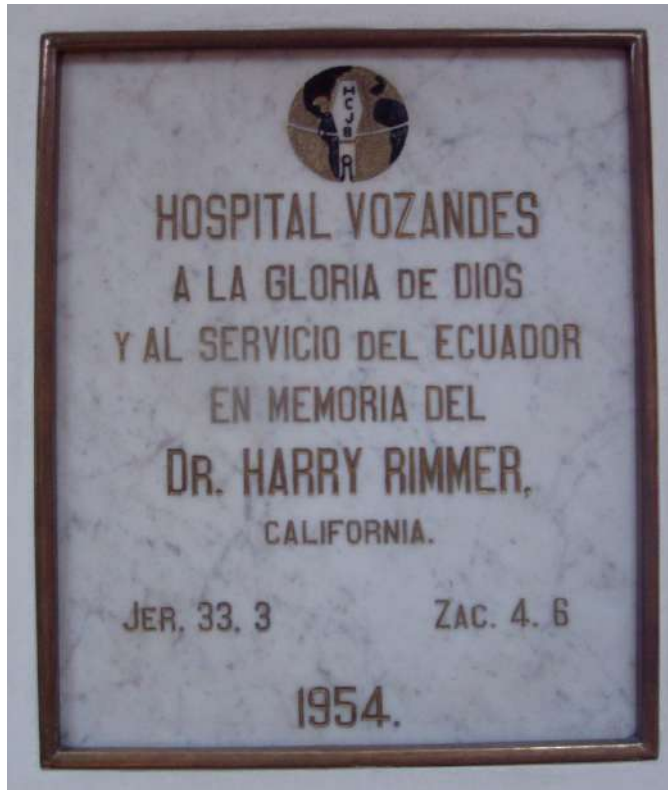 HCJB
HOSPITAL VOZANDES
A LA GLORIA DE DIOS
Y AL SERVICIO DEL ECUADOR
EN MEMORIA DEL
DR. HARRY RIMMER,
CALIFORNIA.
JER. 33. 3 ZAC. 4. 6
1954.